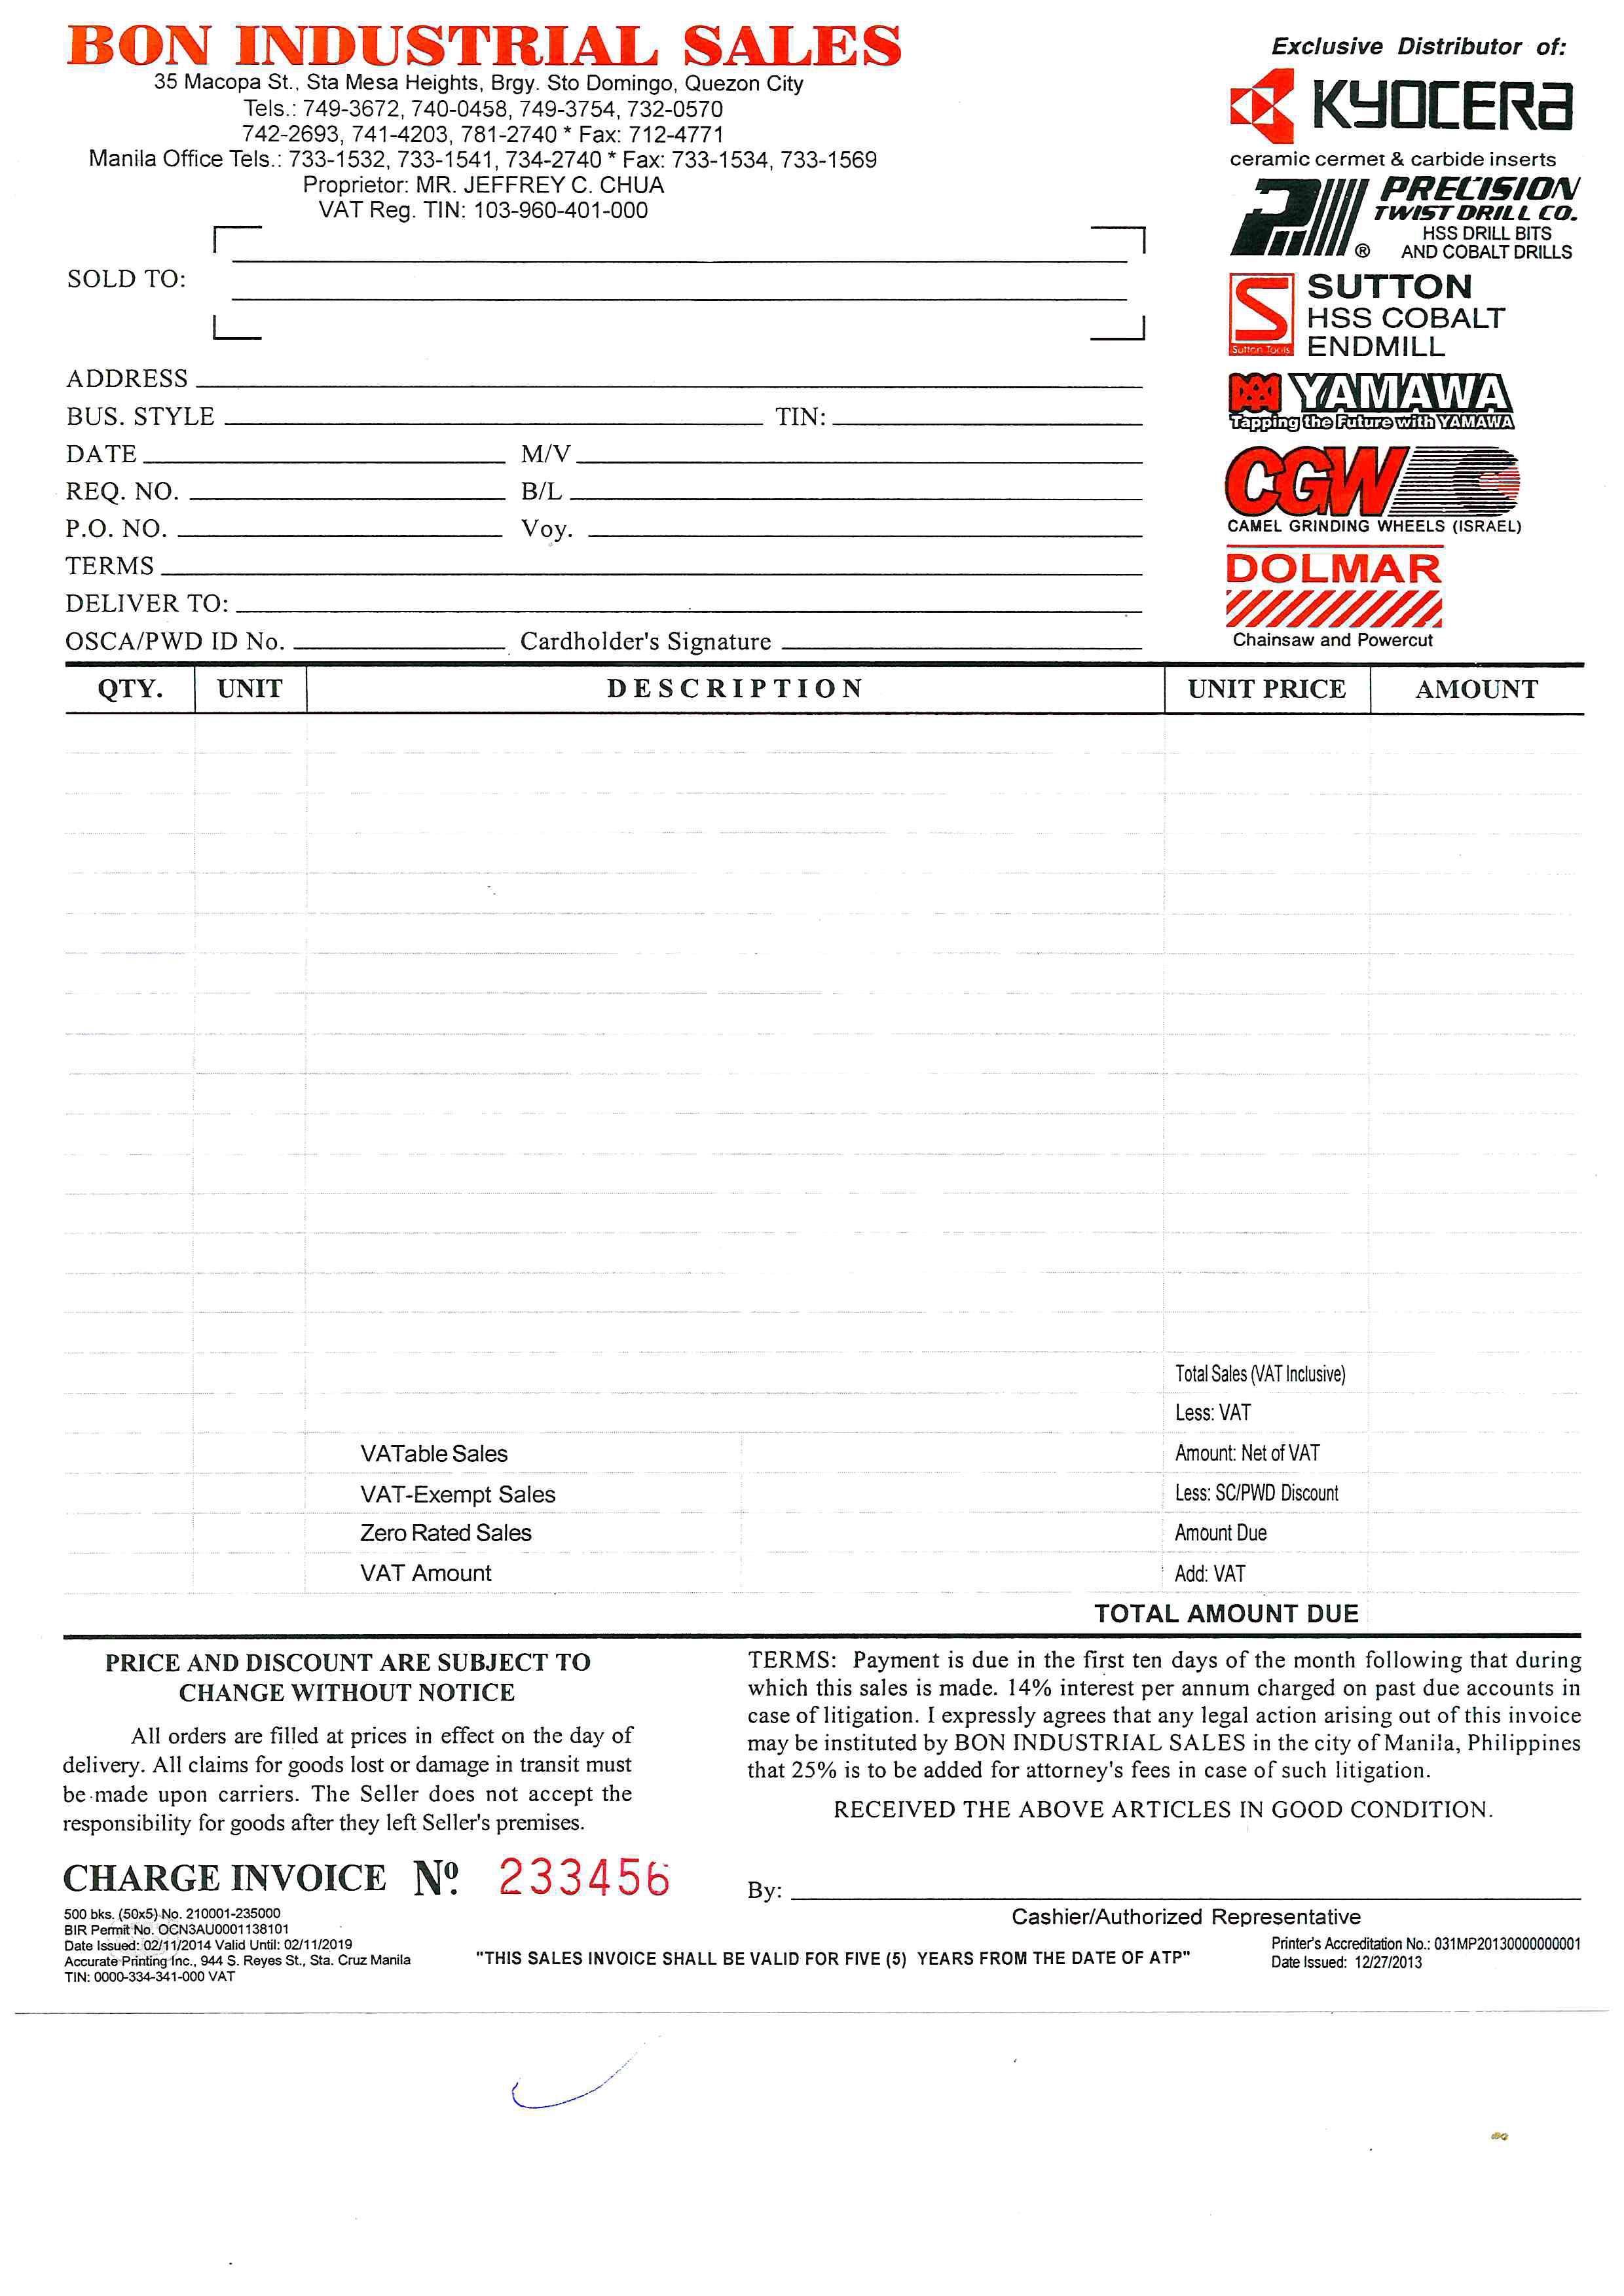 BON INDUSTRIAL SALES
35 Macopa St., Sta Mesa Heights, Brgy. Sto Domingo, Quezon City
Tels.: 749-3672, 740-0458, 749-3754, 732-0570
742-2693, 741-4203, 781-2740 * Fax: 712-4771
Manila Office Tels.: 733-1532, 733-1541, 734-2740 * Fax: 733-1534, 733-1569
Proprietor: MR. JEFFREY C. CHUA
VAT Reg. TIN: 103-960-401-000
Exclusive Distributor of:
KYOCERA
ceramic cermet & carbide inserts
PRECISION
TWIST DRILL CO.
HSS DRILL BITS
® AND COBALT DRILLS
SUTTON
HSS COBALT
Sutton Tools ENDMILL
YAMAWA
Tapping the Future with YAMAWA
CGW
CAMEL GRINDING WHEELS (ISRAEL)
DOLMAR
Chainsaw and Powercut
SOLD TO:
ADDRESS
BUS. STYLE TIN:
DATE M/V
REQ. NO. B/L
P.O. NO. Voy.
TERMS
DELIVER TO:
OSCA/PWD ID No. Cardholder's Signature
QTY. UNIT DESCRIPTION UNIT PRICE AMOUNT
Total Sales (VAT Inclusive)
Less: VAT
VATable Sales Amount: Net of VAT
VAT-Exempt Sales Less: SC/PWD Discount
Zero Rated Sales Amount Due
VAT Amount Add: VAT
TOTAL AMOUNT DUE
PRICE AND DISCOUNT ARE SUBJECT TO
CHANGE WITHOUT NOTICE
All orders are filled at prices in effect on the day of
delivery. All claims for goods lost or damage in transit must
be made upon carriers. The Seller does not accept the
responsibility for goods after they left Seller's premises.
TERMS: Payment is due in the first ten days of the month following that during
which this sales is made. 14% interest per annum charged on past due accounts in
case of litigation. I expressly agrees that any legal action arising out of this invoice
may be instituted by BON INDUSTRIAL SALES in the city of Manila, Philippines
that 25% is to be added for attorney's fees in case of such litigation.
RECEIVED THE ABOVE ARTICLES IN GOOD CONDITION.
CHARGE INVOICE Nº 233456
By:
Cashier/Authorized Representative
500 bks. (50x5) No. 210001-235000
BIR Permit No. OCN3AU0001138101
Date Issued: 02/11/2014 Valid Until: 02/11/2019
Accurate Printing Inc., 944 S. Reyes St., Sta. Cruz Manila
TIN: 0000-334-341-000 VAT
"THIS SALES INVOICE SHALL BE VALID FOR FIVE (5) YEARS FROM THE DATE OF ATP"
Printer's Accreditation No.: 031MP20130000000001
Date Issued: 12/27/2013